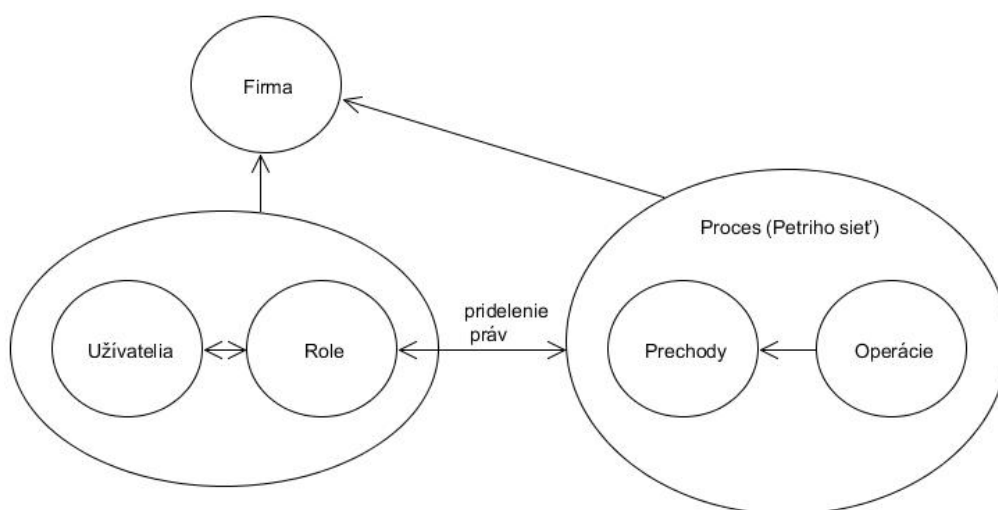 Firma
Proces (Petriho sieť)
pridelenie
práv
Užívatelia
Role
Prechody
Operácie